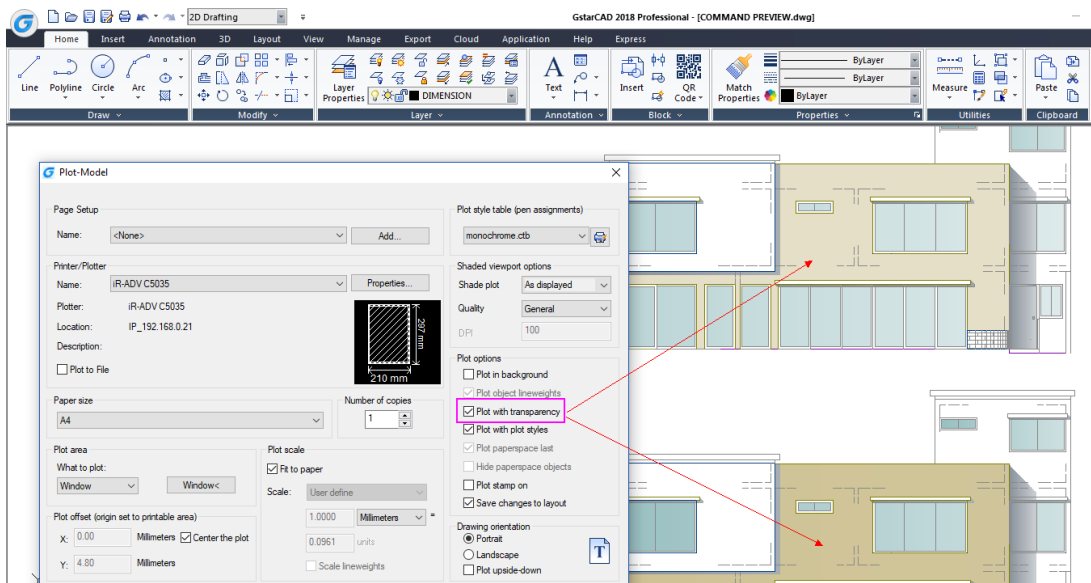 2D Drafting
GstarCAD 2018 Professional - [COMMAND PREVIEW.dwg]
Home Insert Annotation 3D Layout View Manage Export Cloud Application Help Express
Line Polyline Circle Arc
Layer Properties
DIMENSION
Text
Insert
QR Code
Match Properties
ByLayer
ByLayer
ByLayer
Measure
Paste
Draw Modify Layer Annotation Block Properties Utilities Clipboard
Plot-Model
Page Setup
Name: <None> Add...
Printer/Plotter
Name: iR-ADV C5035 Properties...
Plotter: iR-ADV C5035
Location: IP_192.168.0.21
Description:
Plot to File
297 mm
210 mm
Paper size
A4
Number of copies
1
Plot area
What to plot:
Window Window<
Plot scale
Fit to paper
Scale: User define
1.0000 Millimeters =
0.0961 units
Scale lineweights
Plot offset (origin set to printable area)
X: 0.00 Millimeters Center the plot
Y: 4.80 Millimeters
Plot style table (pen assignments)
monochrome.ctb
Shaded viewport options
Shade plot As displayed
Quality General
DPI 100
Plot options
Plot in background
Plot object lineweights
Plot with transparency
Plot with plot styles
Plot paperspace last
Hide paperspace objects
Plot stamp on
Save changes to layout
Drawing orientation
Portrait
Landscape
Plot upside-down
T